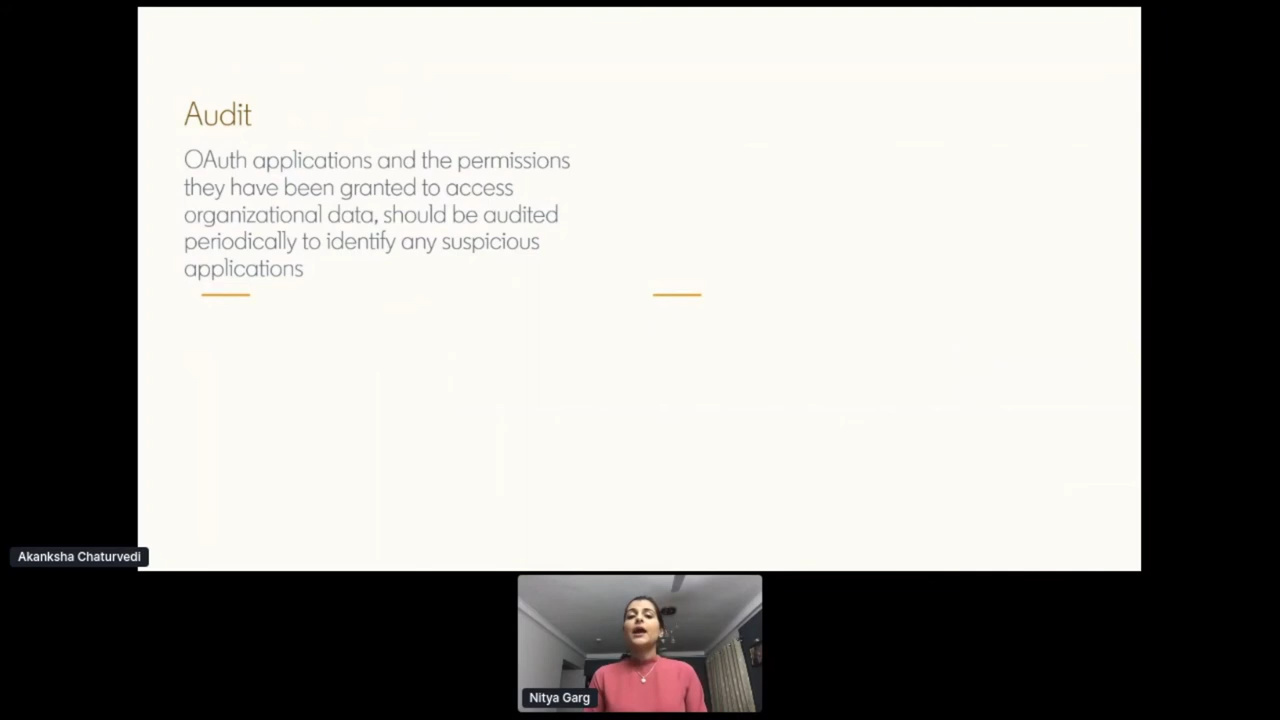 Audit
OAuth applications and the permissions
they have been granted to access
organizational data, should be audited
periodically to identify any suspicious
applications
Akanksha Chaturvedi
Nitya Garg